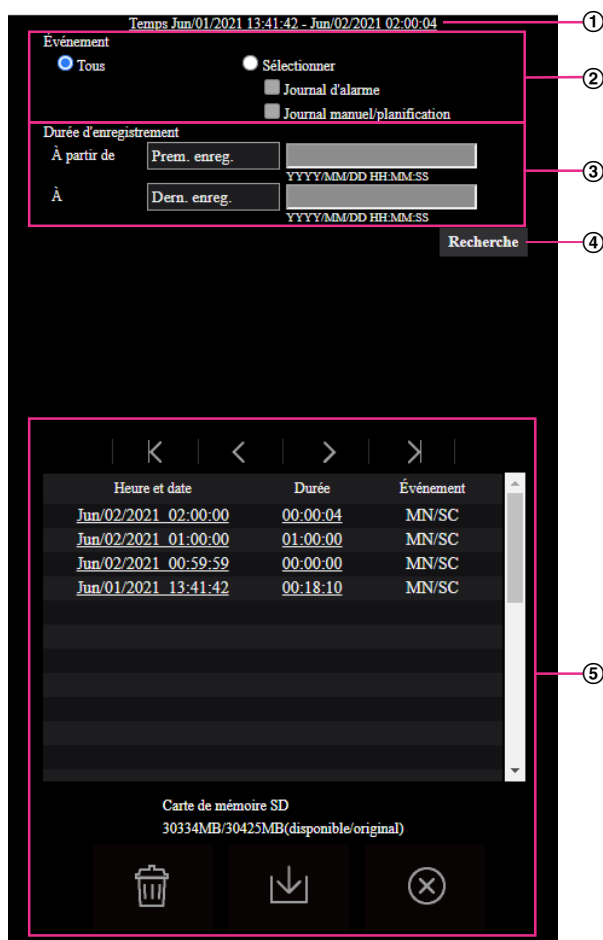 Temps Jun/01/2021 13:41:42 - Jun/02/2021 02:00:04
①
Événement
Tous
Sélectionner
②
Journal d'alarme
Journal manuel/planification
Durée d'enregistrement
À partir de
Prem. enreg.
YYYY/MM/DD HH:MM:SS
③
À
Dern. enreg.
YYYY/MM/DD HH:MM:SS
Recherche
④
Heure et date Durée Événement
Jun/02/2021 02:00:00 00:00:04 MN/SC
Jun/02/2021 01:00:00 01:00:00 MN/SC
Jun/02/2021 00:59:59 00:00:00 MN/SC
Jun/01/2021 13:41:42 00:18:10 MN/SC
⑤
Carte de mémoire SD
30334MB/30425MB(disponible/original)